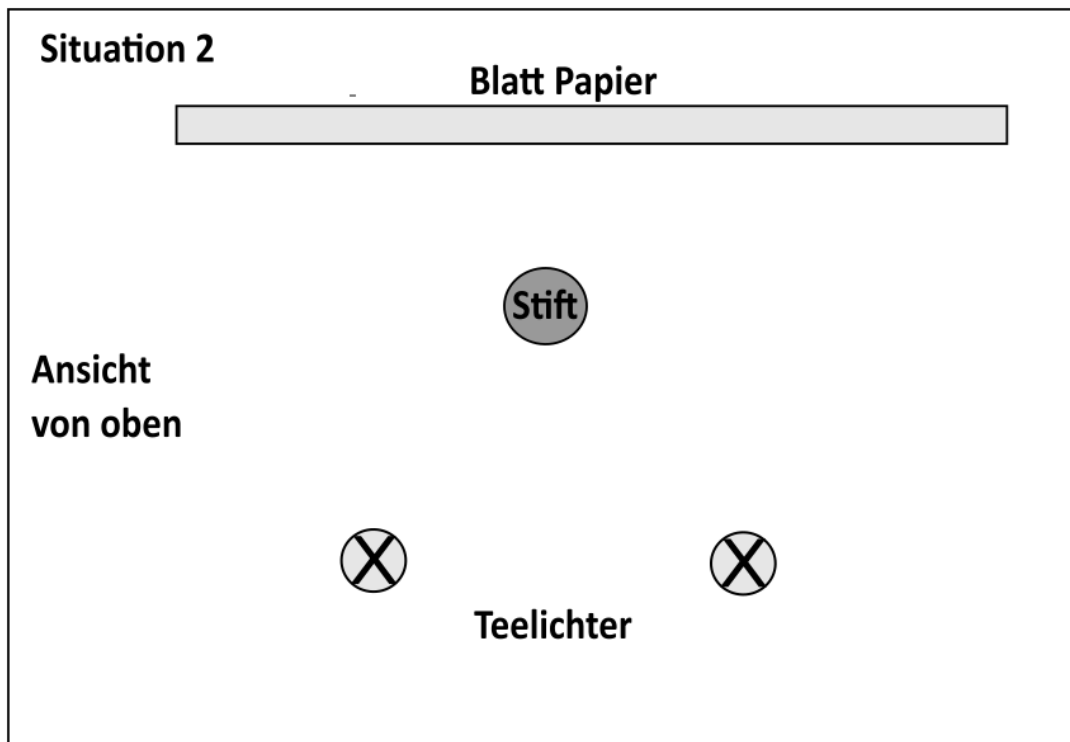 Situation 2
Blatt Papier
Stift
Ansicht
von oben
X X
Teelichter